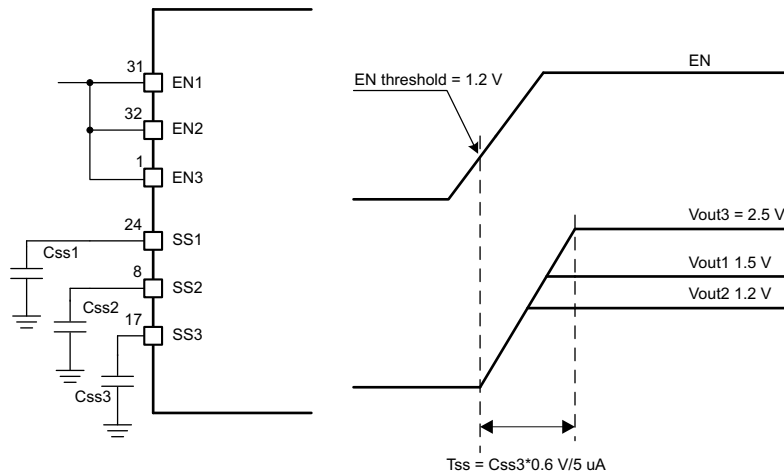 31
EN1
32
EN2
1
EN3
24
SS1
Css1
8
SS2
Css2
17
SS3
Css3
EN
EN threshold = 1.2 V
Vout3 = 2.5 V
Vout1 1.5 V
Vout2 1.2 V
Tss = Css3*0.6 V/5 uA